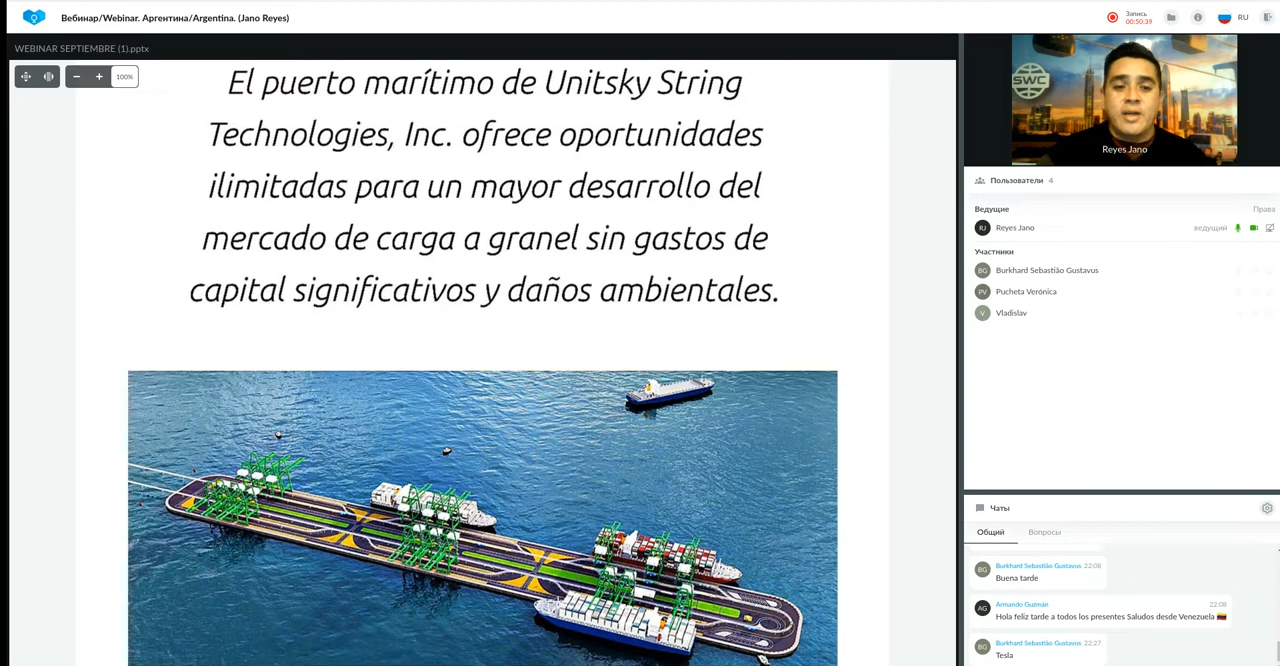 Вебинар/Webinar. Аргентина/Argentina. (Jano Reyes)
Запись
00:50:39
RU
WEBINAR SEPTIEMBRE (1).pptx
100%
El puerto marítimo de Unitsky String
Technologies, Inc. ofrece oportunidades
ilimitadas para un mayor desarrollo del
mercado de carga a granel sin gastos de
capital significativos y daños ambientales.
SWC
Reyes Jano
Пользователи 4
Ведущие Права
RJ Reyes Jano ведущий
Участники
BG Burkhard Sebastião Gustavus
PV Pucheta Verónica
V Vladislav
Чаты
Общий Вопросы
BG Burkhard Sebastião Gustavus 22:08
Buena tarde
AG Armando Guzmán 22:08
Hola feliz tarde a todos los presentes Saludos desde Venezuela 🇻🇪
BG Burkhard Sebastião Gustavus 22:27
Tesla